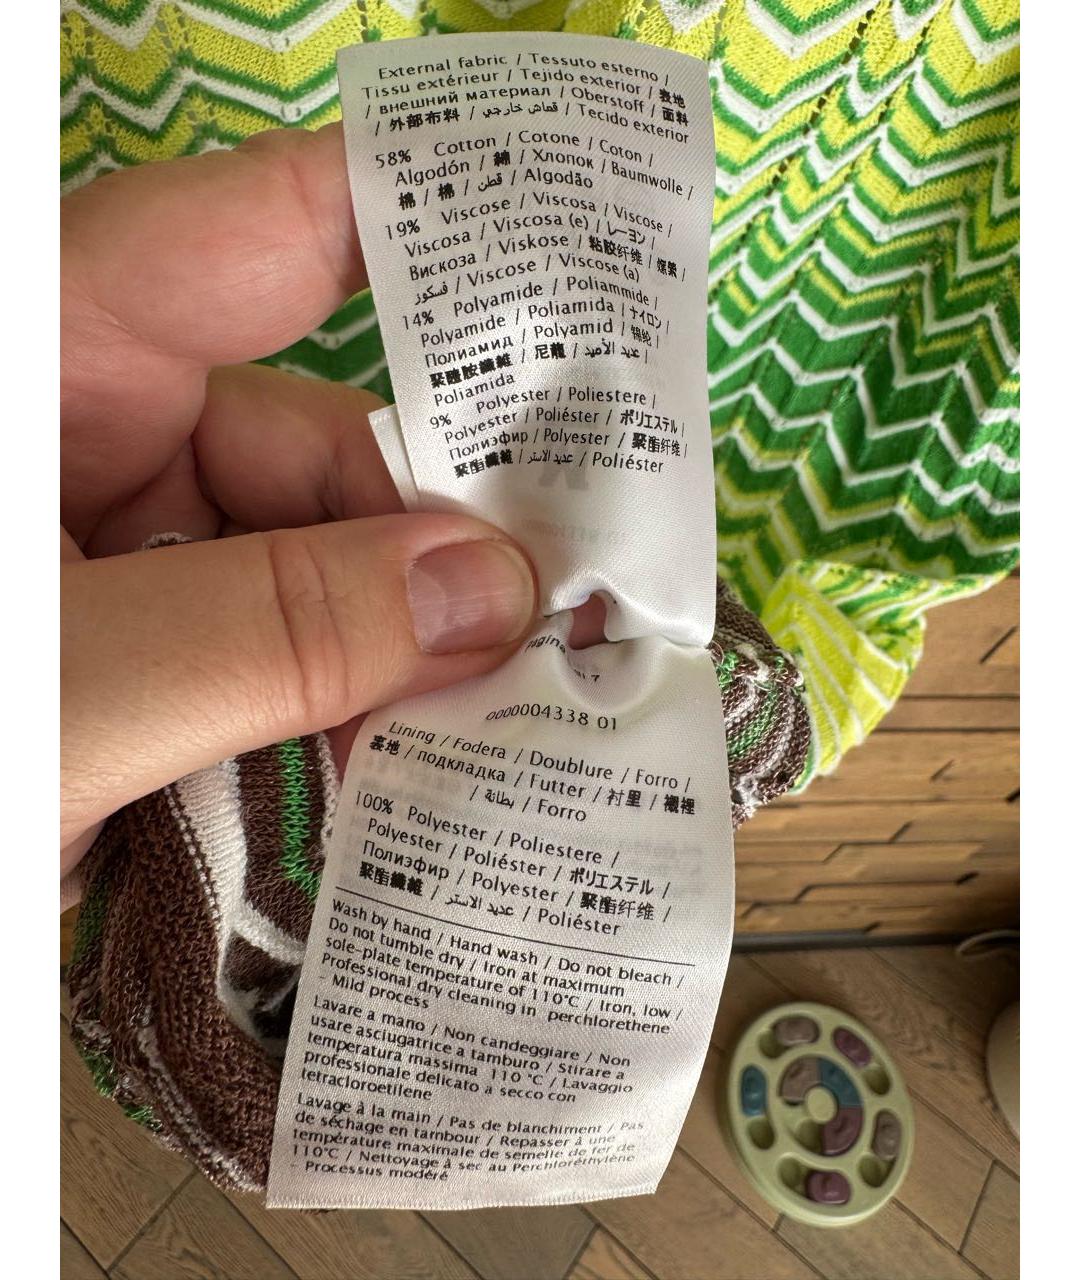 External fabric / Tessuto esterno /
Tissu extérieur / Tejido exterior / 表地
/ внешний материал / Oberstoff / 面料
/ 外部布料 / قماش خارجي / Tecido exterior
58% Cotton / Cotone / Coton /
Algodón / 綿 / Хлопок / Baumwolle /
棉 / 棉 / قطن / Algodão
19% Viscose / Viscosa / Viscose /
Viscosa / Viscosa (e) / レーヨン /
Вискоза / Viskose / 粘胶纤维 / 嫘縈 /
فسكوز / Viscose / Viscose (a)
14% Polyamide / Poliammide /
Polyamide / Poliamida / ナイロン /
Полиамид / Polyamid / 锦纶 /
聚醯胺纖維 / 尼龍 / عديد الأميد /
Poliamida
9% Polyester / Poliestere /
Polyester / Poliéster / ポリエステル /
Полиэфир / Polyester / 聚酯纤维 /
聚酯纖維 / عديد الاستر / Poliéster
Pagina
7
0000004338 01
Lining / Fodera / Doublure / Forro /
裏地 / подкладка / Futter / 衬里 / 襯裡
/ بطانة / Forro
100% Polyester / Poliestere /
Polyester / Poliéster / ポリエステル /
Полиэфир / Polyester / 聚酯纤维 /
聚酯纖維 / عديد الاستر / Poliéster
Wash by hand / Hand wash / Do not bleach /
Do not tumble dry / Iron at maximum
sole-plate temperature of 110°C / Iron, low /
Professional dry cleaning in perchlorethene
- Mild process
Lavare a mano / Non candeggiare / Non
usare asciugatrice a tamburo / Stirare a
temperatura massima 110 °C / Lavaggio
professionale delicato a secco con
tetracloroetilene
Lavage à la main / Pas de blanchiment / Pas
de séchage en tambour / Repasser à une
température maximale de semelle de fer de
110°C / Nettoyage à sec au Perchloréthylène
- Processus modéré